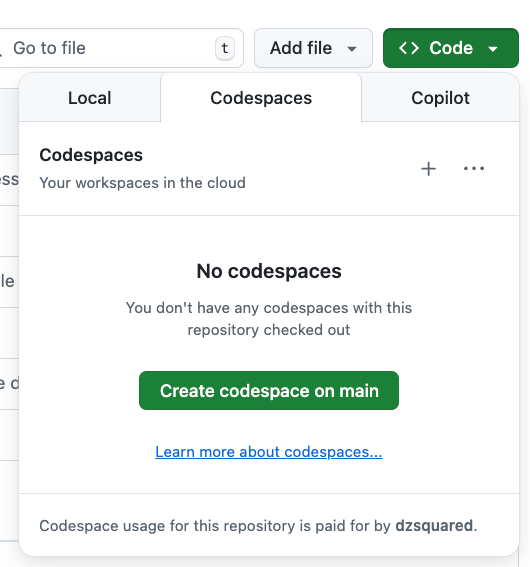 Go to file
t
Add file
Code
Local
Codespaces
Copilot
Codespaces
Your workspaces in the cloud
No codespaces
You don't have any codespaces with this
repository checked out
Create codespace on main
Learn more about codespaces...
Codespace usage for this repository is paid for by dzsquared.